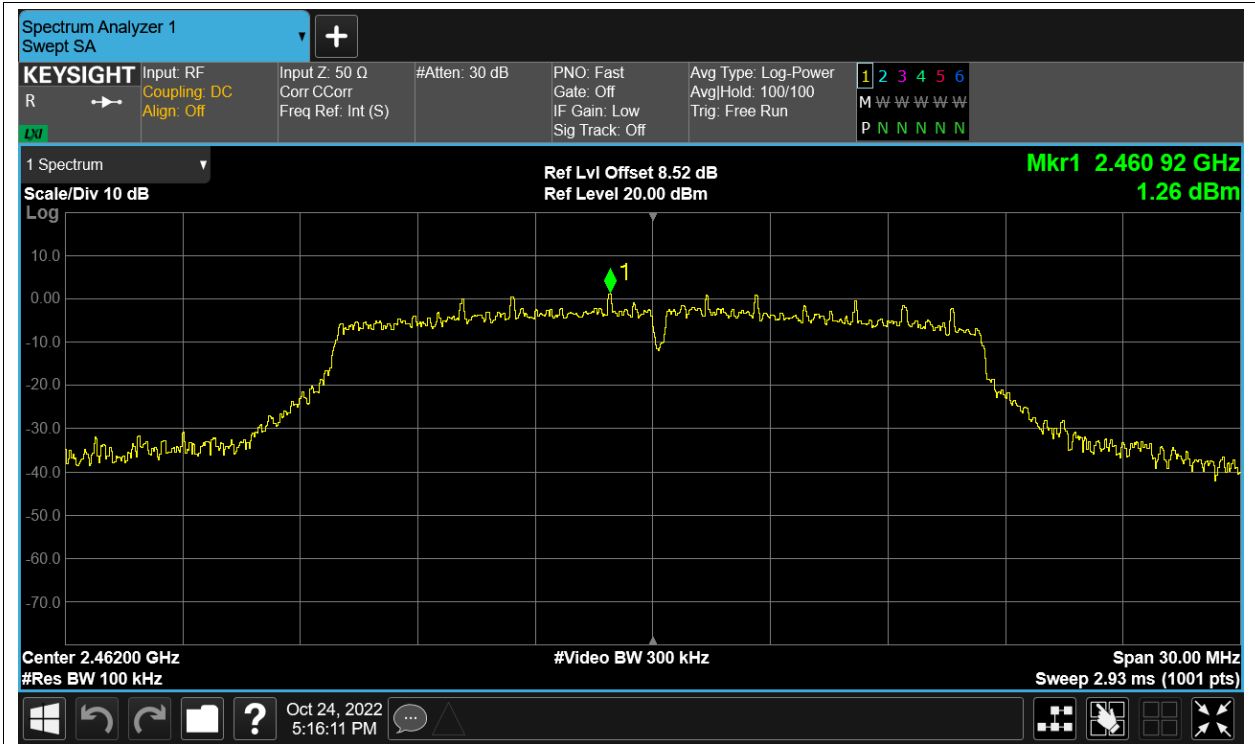 Spectrum Analyzer 1
Swept SA
KEYSIGHT
R
LXI
Input: RF
Coupling: DC
Align: Off
Input Z: 50 Ω
Corr CCorr
Freq Ref: Int (S)
#Atten: 30 dB
PNO: Fast
Gate: Off
IF Gain: Low
Sig Track: Off
Avg Type: Log-Power
Avg|Hold: 100/100
Trig: Free Run
1 2 3 4 5 6
M W W W W W
P N N N N N
1 Spectrum
Scale/Div 10 dB
Log
Ref Lvl Offset 8.52 dB
Ref Level 20.00 dBm
Mkr1 2.460 92 GHz
1.26 dBm
1
10.0
0.00
-10.0
-20.0
-30.0
-40.0
-50.0
-60.0
-70.0
Center 2.46200 GHz
#Res BW 100 kHz
#Video BW 300 kHz
Span 30.00 MHz
Sweep 2.93 ms (1001 pts)
?
Oct 24, 2022
5:16:11 PM